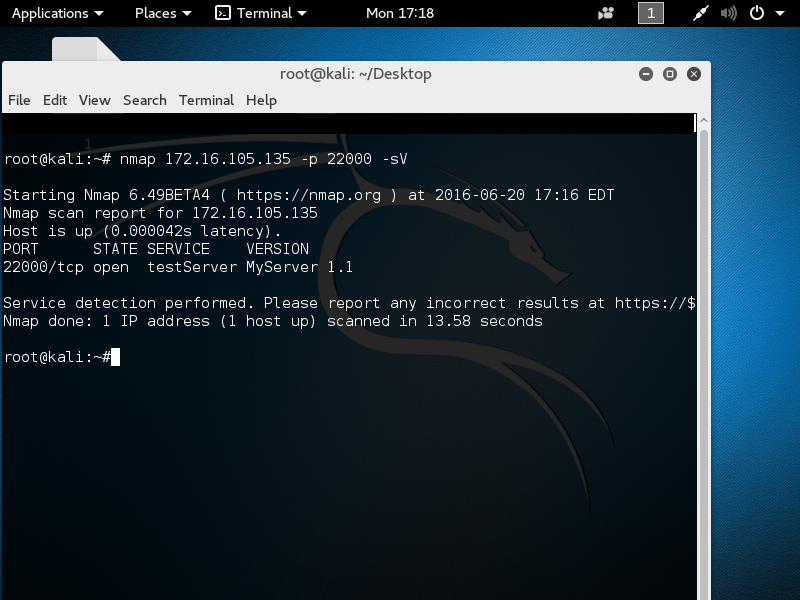 Applications Places Terminal Mon 17:18 1
root@kali: ~/Desktop
File Edit View Search Terminal Help
1
root@kali:~# nmap 172.16.105.135 -p 22000 -sV
Starting Nmap 6.49BETA4 ( https://nmap.org ) at 2016-06-20 17:16 EDT
Nmap scan report for 172.16.105.135
Host is up (0.000042s latency).
PORT STATE SERVICE VERSION
22000/tcp open testServer MyServer 1.1
Service detection performed. Please report any incorrect results at https://$
Nmap done: 1 IP address (1 host up) scanned in 13.58 seconds
root@kali:~#